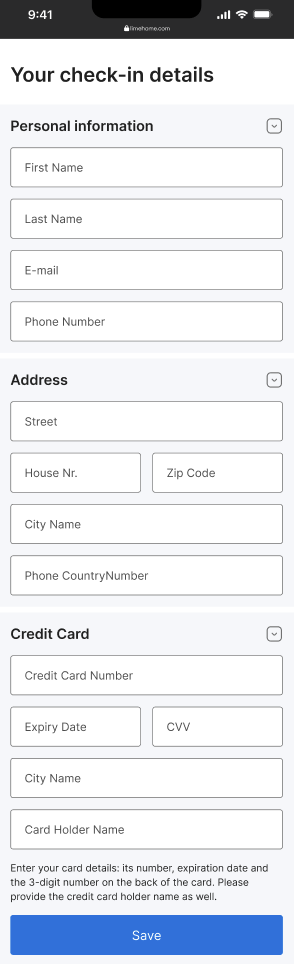 9:41
limehome.com
Your check-in details
Personal information
First Name
Last Name
E-mail
Phone Number
Address
Street
House Nr.
Zip Code
City Name
Phone CountryNumber
Credit Card
Credit Card Number
Expiry Date
CVV
City Name
Card Holder Name
Enter your card details: its number, expiration date and
the 3-digit number on the back of the card. Please
provide the credit card holder name as well.
Save